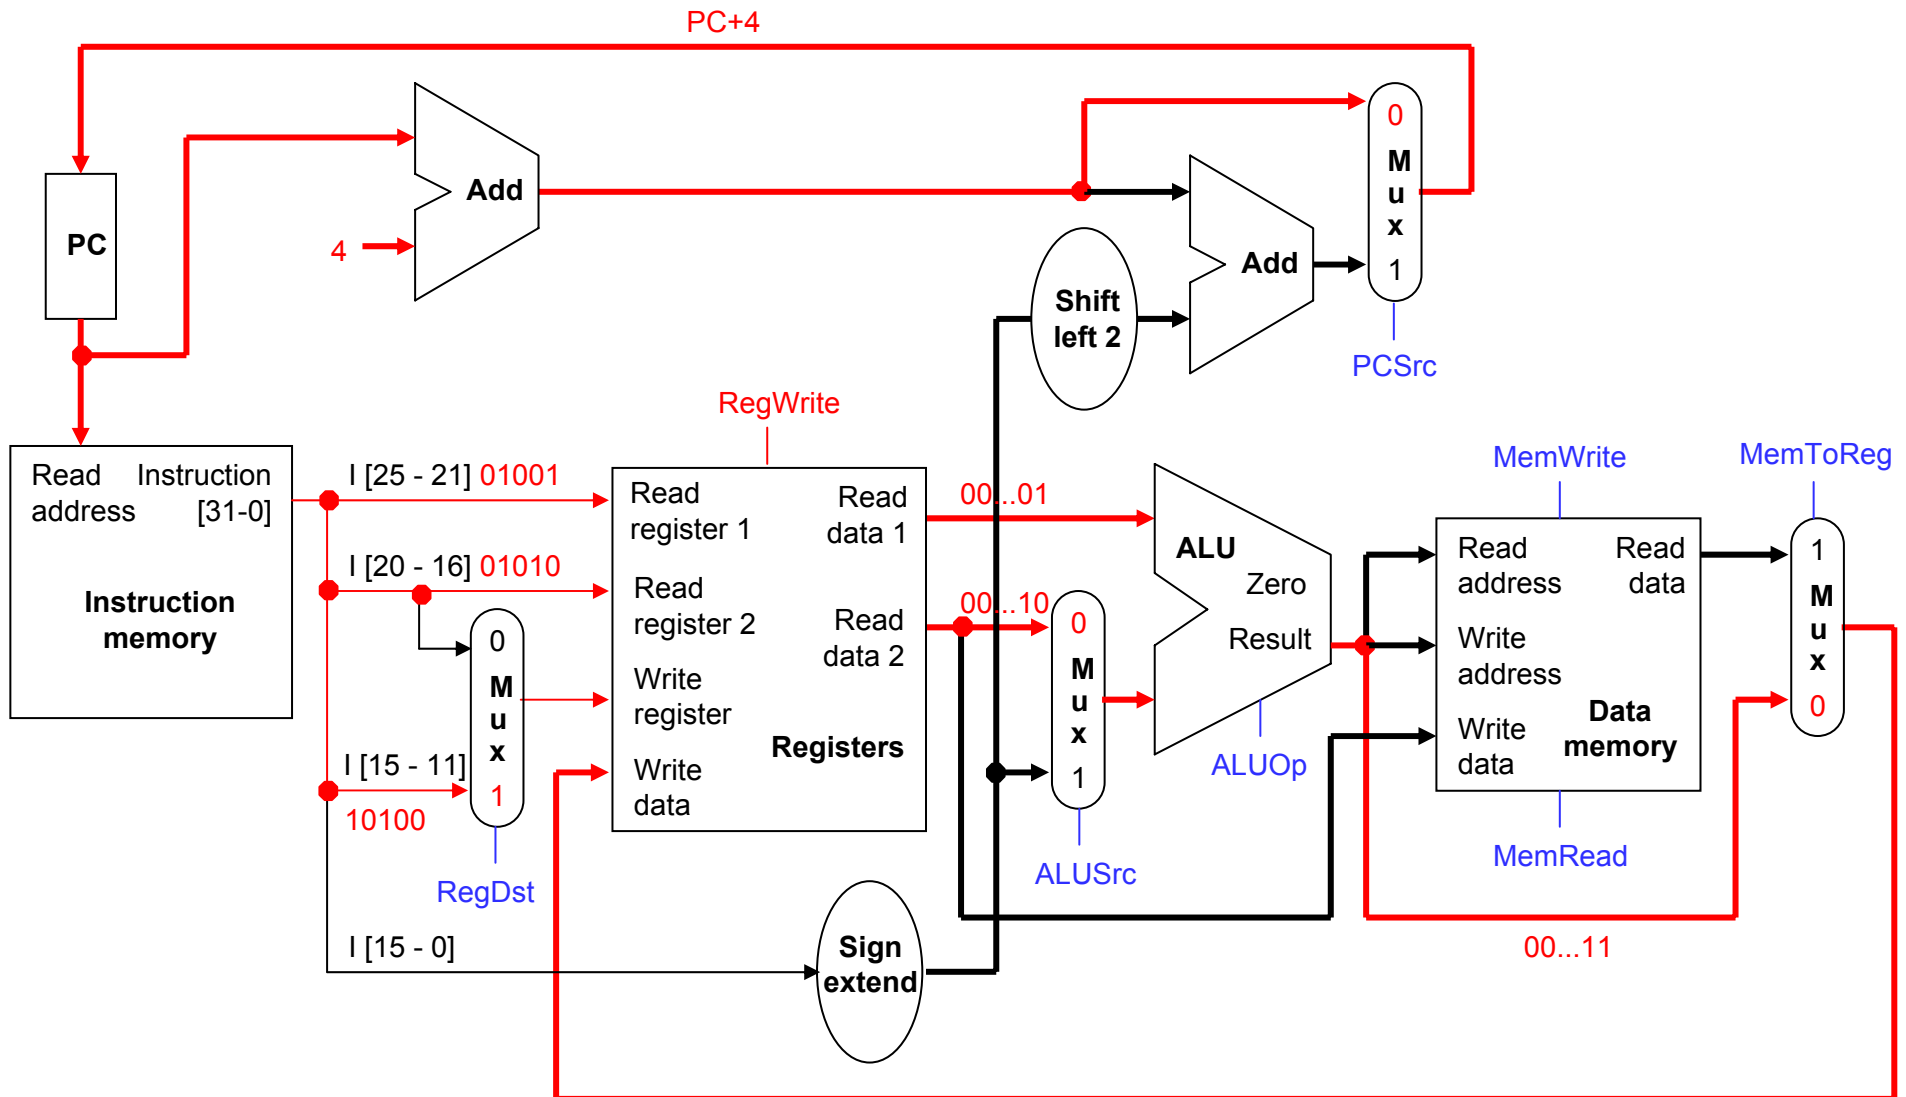 PC+4
0
M
u
x
1
Add
PC
4
Add
Shift
left 2
PCSrc
RegWrite
Read
address
Instruction
[31-0]
Instruction
memory
I [25 - 21] 01001
I [20 - 16] 01010
0
M
u
x
1
I [15 - 11]
10100
RegDst
I [15 - 0]
Read
register 1
Read
data 1
Read
register 2
Read
data 2
Write
register
Registers
Write
data
00...01
00...10
0
M
u
x
1
ALUSrc
Sign
extend
ALU
Zero
Result
ALUOp
MemWrite
MemToReg
Read
address
Read
data
Write
address
Data
memory
Write
data
MemRead
1
M
u
x
0
00...11